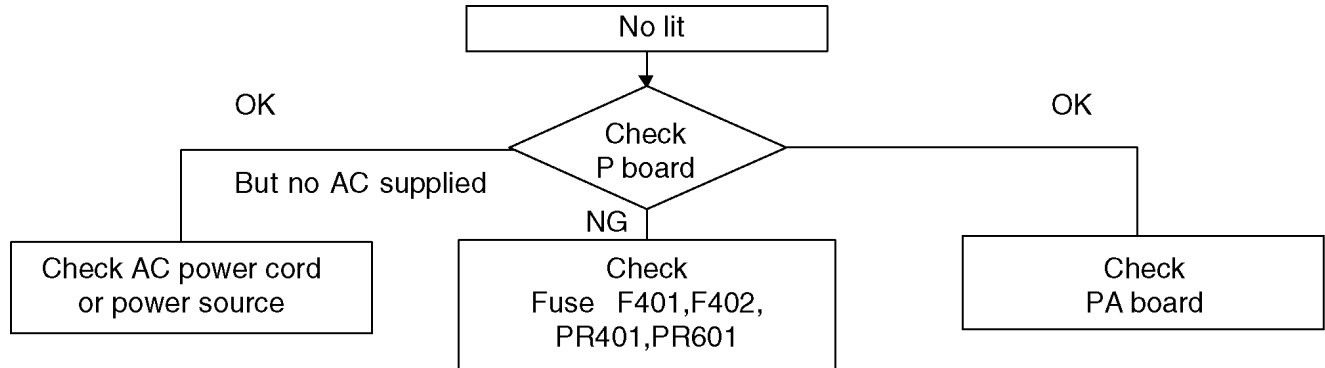 No lit
OK
OK
Check
P board
But no AC supplied
NG
Check AC power cord
or power source
Check
Fuse F401,F402,
PR401,PR601
Check
PA board